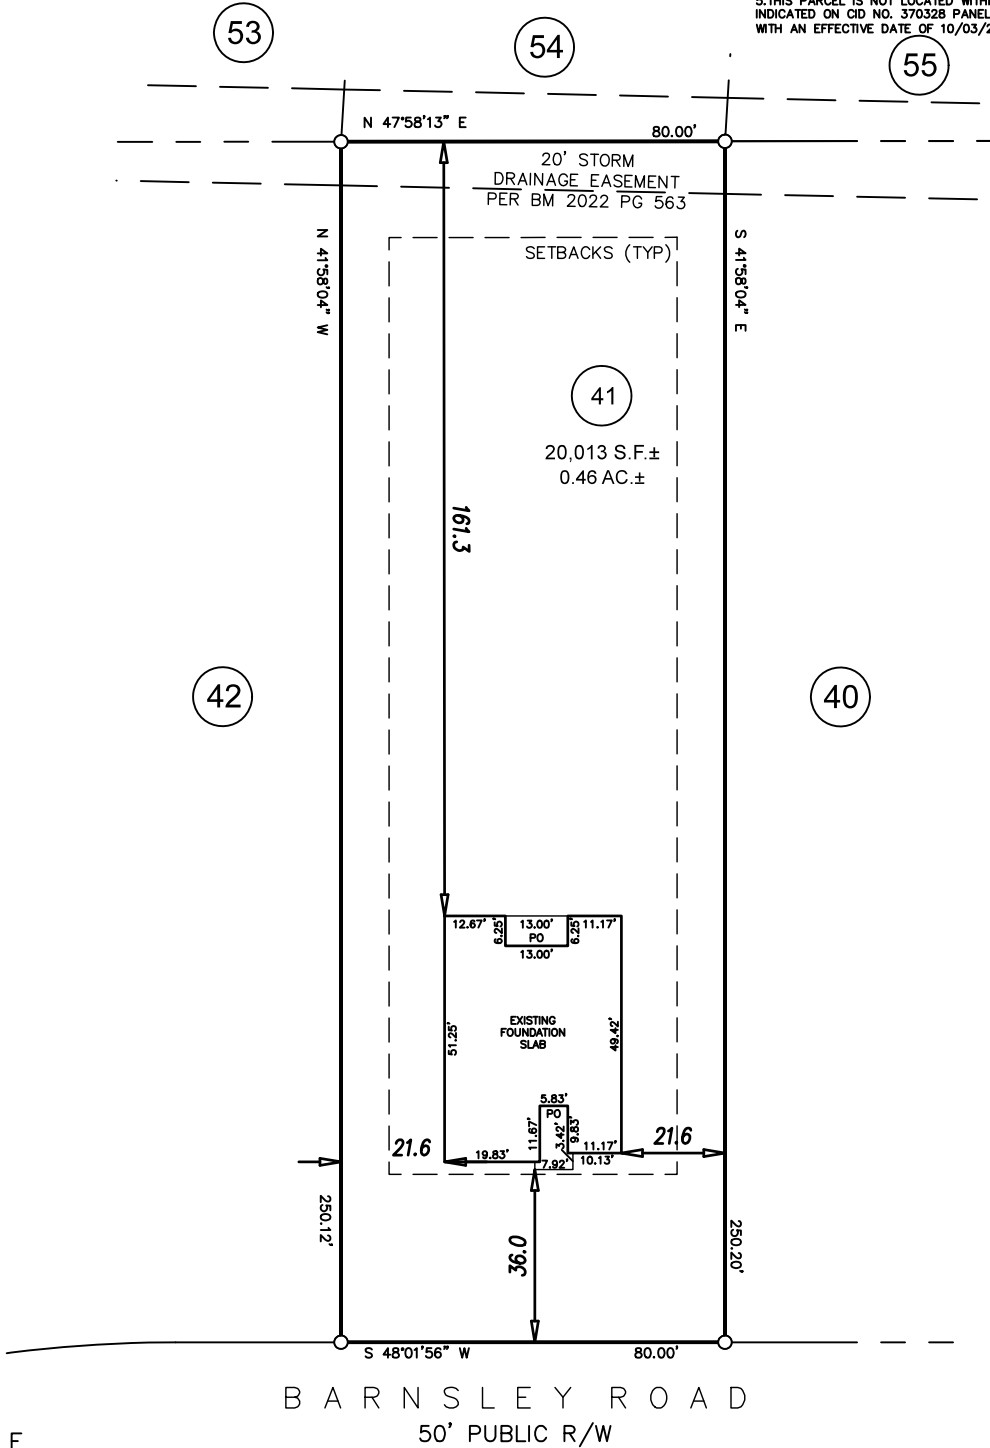 5.THIS PARCEL IS NOT LOCATED
INDICATED ON CID NO. 370328 PANEL
WITH AN EFFECTIVE DATE OF 10/03/2
53
54
55
N 47°58'13" E
80.00'
20' STORM
DRAINAGE EASEMENT
PER BM 2022 PG 563
SETBACKS (TYP)
N 41°58'04" W
S 41°58'04" E
41
20,013 S.F.±
0.46 AC.±
161.3
42
40
12.67'
6.25'
13.00'
PO
6.25'
11.17'
13.00'
EXISTING
FOUNDATION
SLAB
51.25'
49.42'
5.83'
PO
11.67'
3.42'
9.83'
21.6
19.83'
7.92'
11.17'
10.13'
21.6
250.12'
36.0
250.20'
S 48°01'56" W
80.00'
BARNSLEY ROAD
50' PUBLIC R/W